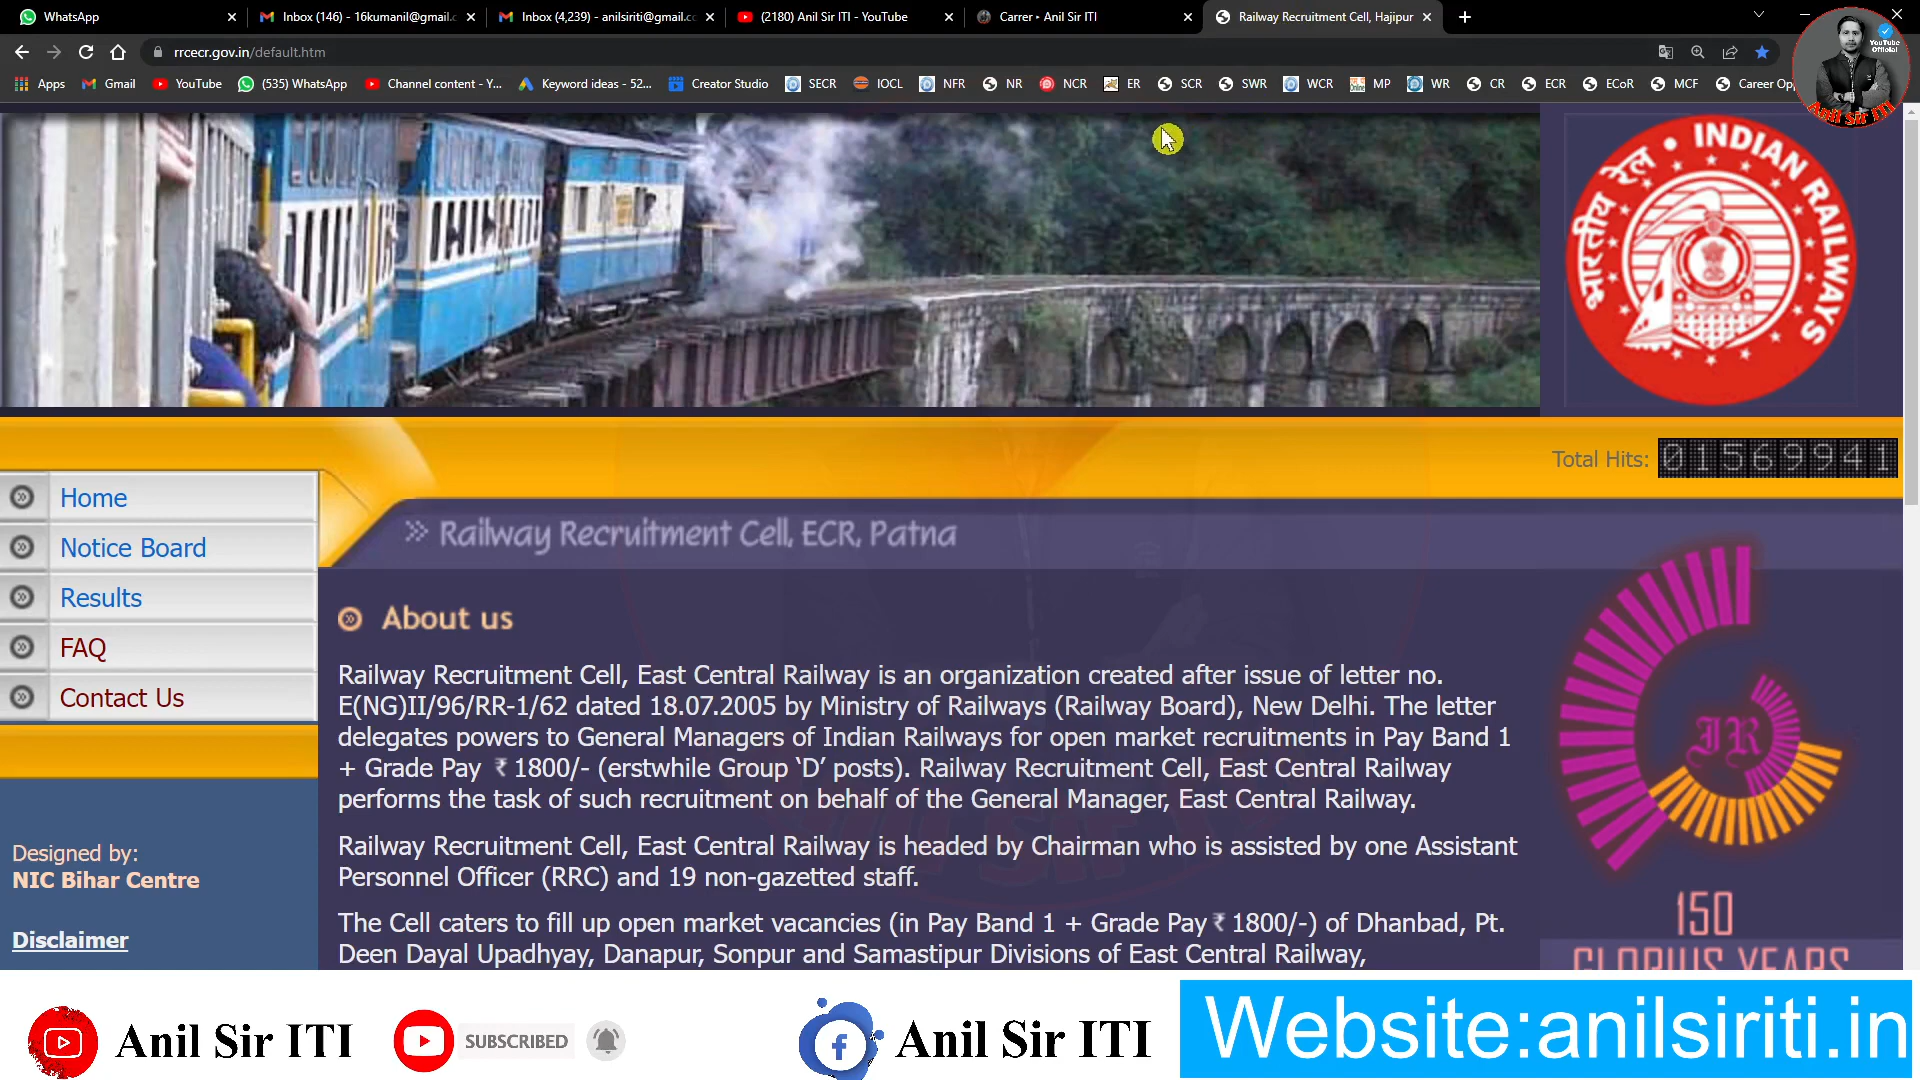 WhatsApp
Inbox (146) - 16kumanil@gmail.c
Inbox (4,239) - anilsiriti@gmail.cc
(2180) Anil Sir ITI - YouTube
Carrer ▸ Anil Sir ITI
Railway Recruitment Cell, Hajipur
rrcecr.gov.in/default.htm
Apps
Gmail
YouTube
(535) WhatsApp
Channel content - Y...
Keyword ideas - 52...
Creator Studio
SECR
IOCL
NFR
NR
NCR
ER
SCR
SWR
WCR
MP
WR
CR
ECR
ECoR
MCF
Career Op
YouTube
Official
Anil Sir ITI
भारतीय रेल • INDIAN RAILWAYS
Total Hits: 01569941
Home
Notice Board
Results
FAQ
Contact Us
Railway Recruitment Cell, ECR, Patna
About us
Railway Recruitment Cell, East Central Railway is an organization created after issue of letter no.
E(NG)II/96/RR-1/62 dated 18.07.2005 by Ministry of Railways (Railway Board), New Delhi. The letter
delegates powers to General Managers of Indian Railways for open market recruitments in Pay Band 1
+ Grade Pay ₹ 1800/- (erstwhile Group ‘D’ posts). Railway Recruitment Cell, East Central Railway
performs the task of such recruitment on behalf of the General Manager, East Central Railway.
Railway Recruitment Cell, East Central Railway is headed by Chairman who is assisted by one Assistant
Personnel Officer (RRC) and 19 non-gazetted staff.
The Cell caters to fill up open market vacancies (in Pay Band 1 + Grade Pay ₹ 1800/-) of Dhanbad, Pt.
Deen Dayal Upadhyay, Danapur, Sonpur and Samastipur Divisions of East Central Railway,
IR
150
GLORIUS YEARS
Designed by:
NIC Bihar Centre
Disclaimer
Anil Sir ITI
SUBSCRIBED
Anil Sir ITI
Website:anilsiriti.in